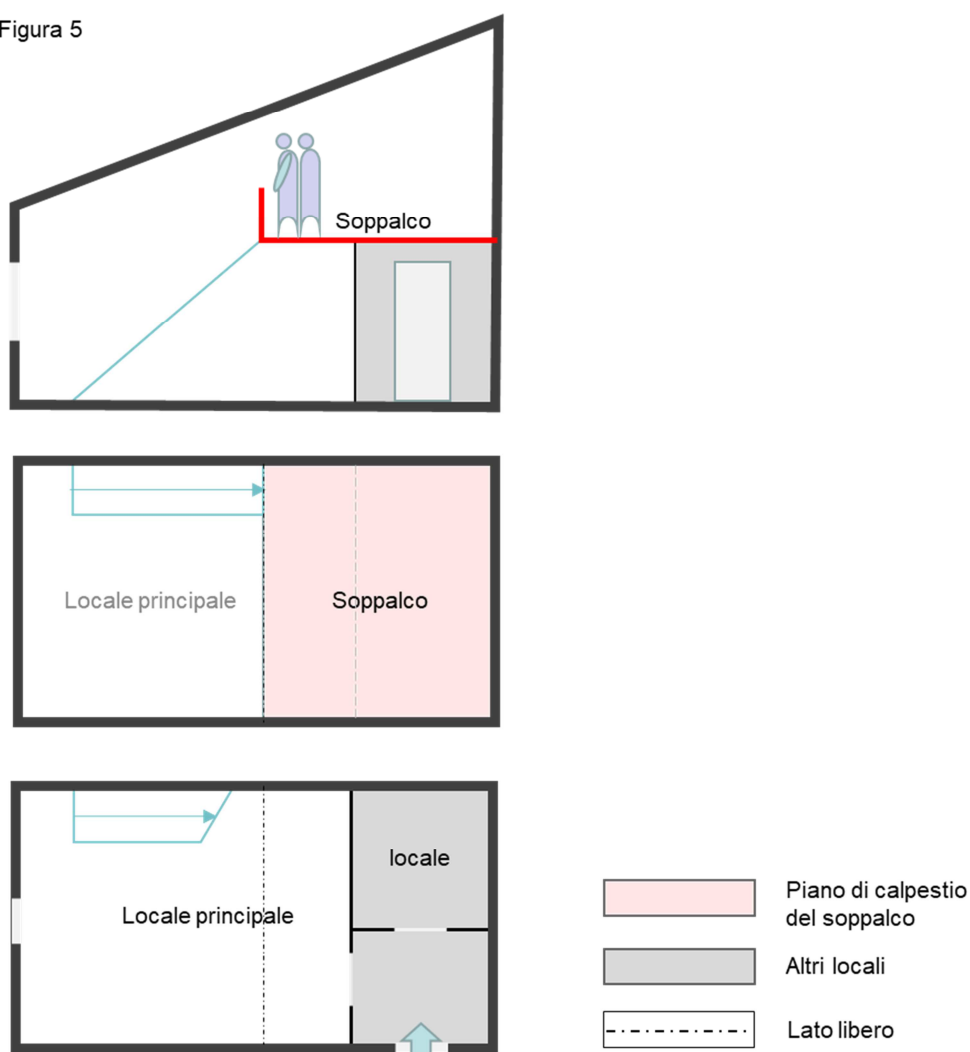 Figura 5
Soppalco
Locale principale
Soppalco
locale
Locale principale
Piano di calpestio
del soppalco
Altri locali
Lato libero